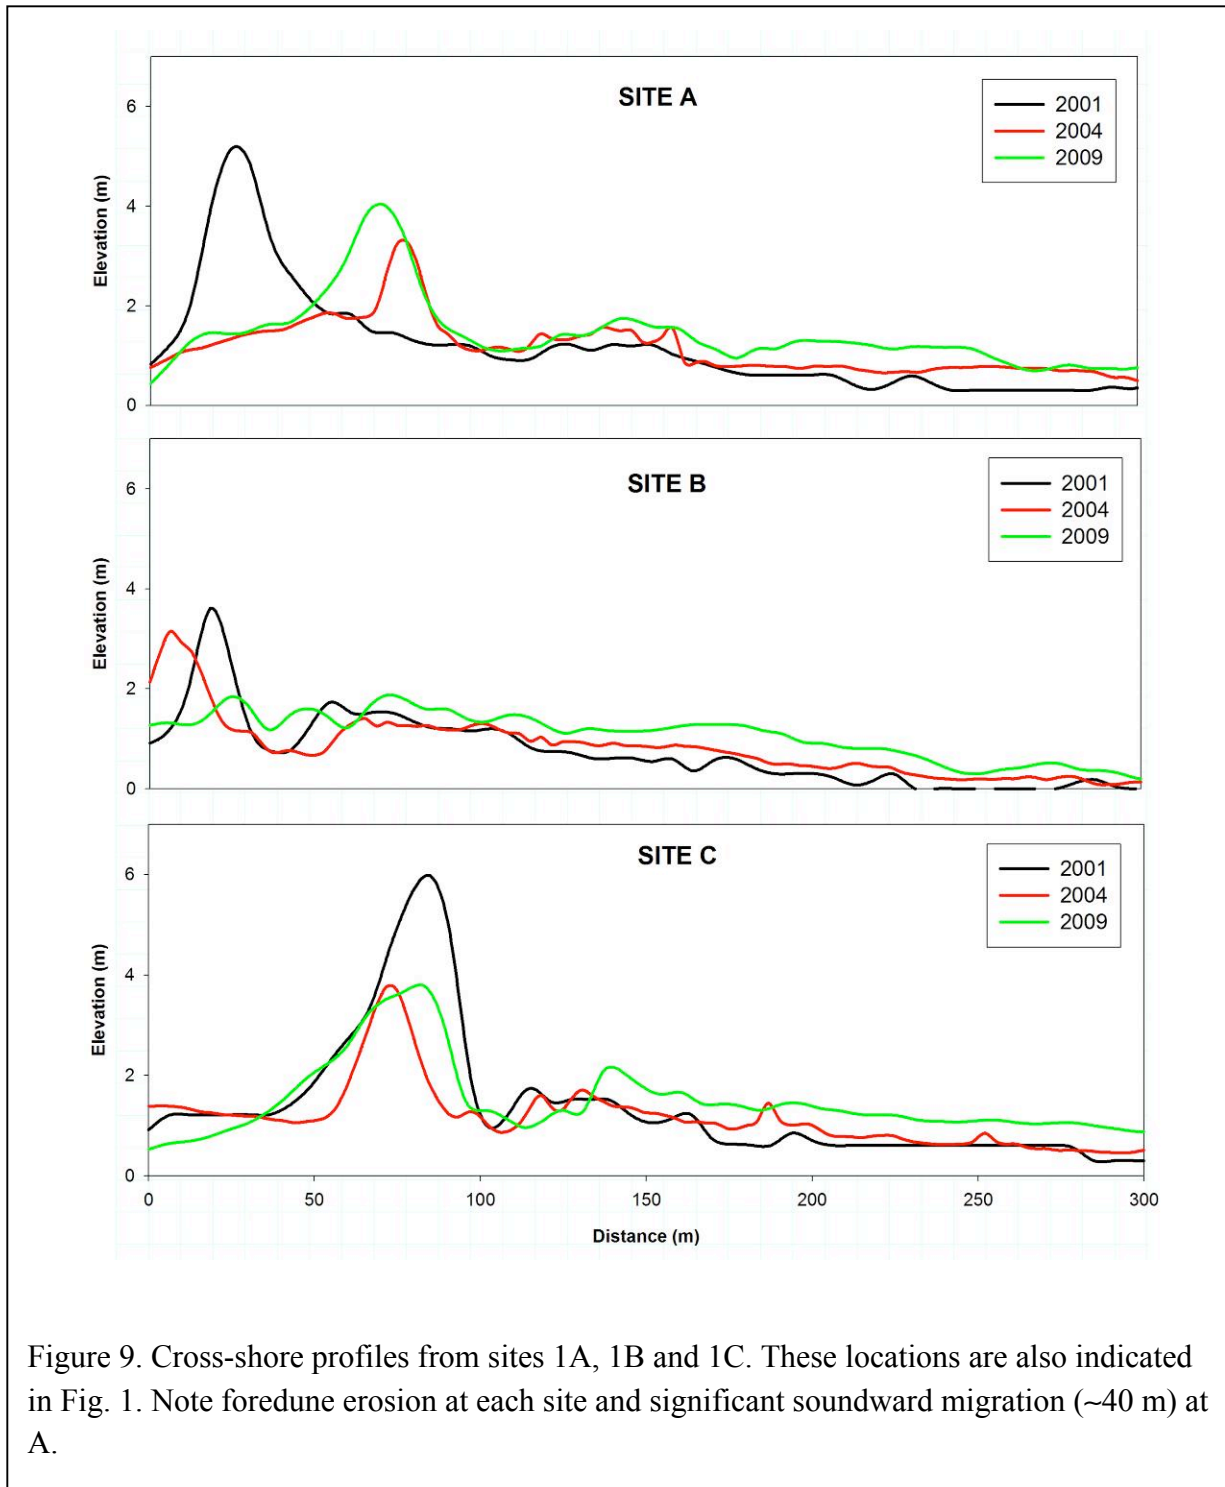 SITE A
2001
2004
2009
Elevation (m)
6
4
2
0
SITE B
2001
2004
2009
Elevation (m)
6
4
2
0
SITE C
2001
2004
2009
Elevation (m)
6
4
2
0
0 50 100 150 200 250 300
Distance (m)
Figure 9. Cross-shore profiles from sites 1A, 1B and 1C. These locations are also indicated
in Fig. 1. Note foredune erosion at each site and significant soundward migration (~40 m) at
A.